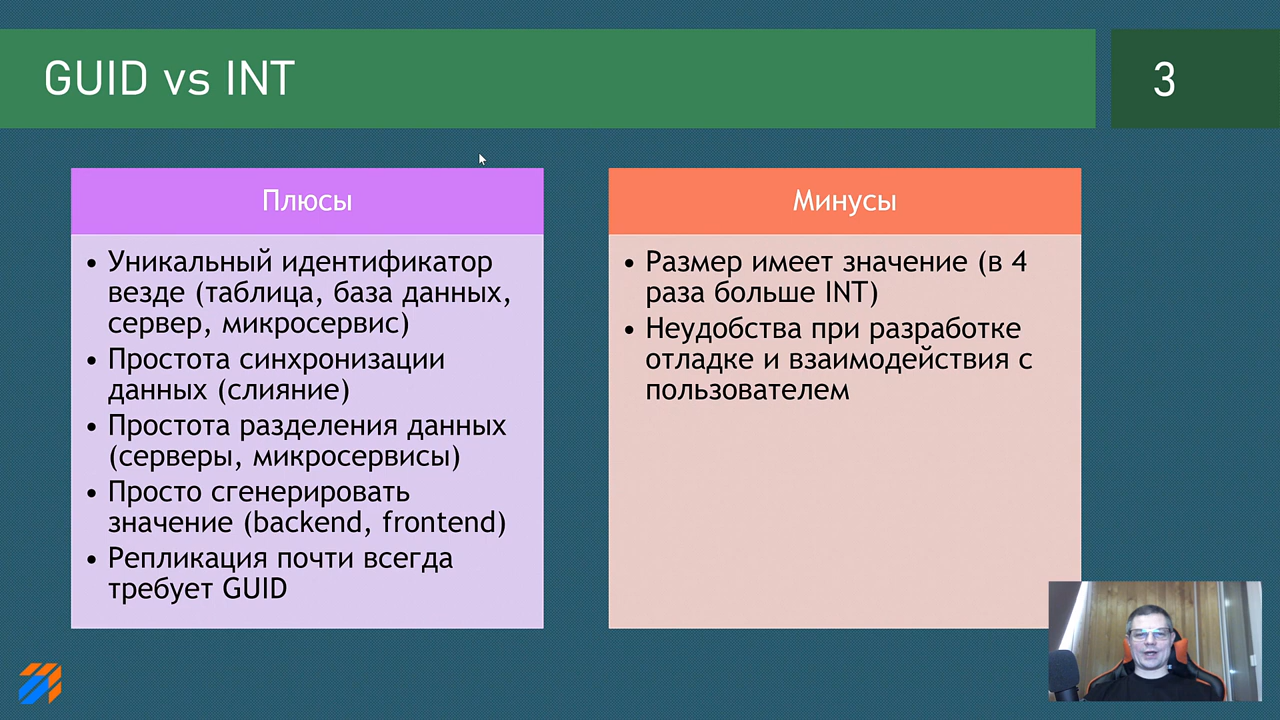 GUID vs INT
3
Плюсы
• Уникальный идентификатор
везде (таблица, база данных,
сервер, микросервис)
• Простота синхронизации
данных (слияние)
• Простота разделения данных
(серверы, микросервисы)
• Просто сгенерировать
значение (backend, frontend)
• Репликация почти всегда
требует GUID
Минусы
• Размер имеет значение (в 4
раза больше INT)
• Неудобства при разработке
отладке и взаимодействия с
пользователем